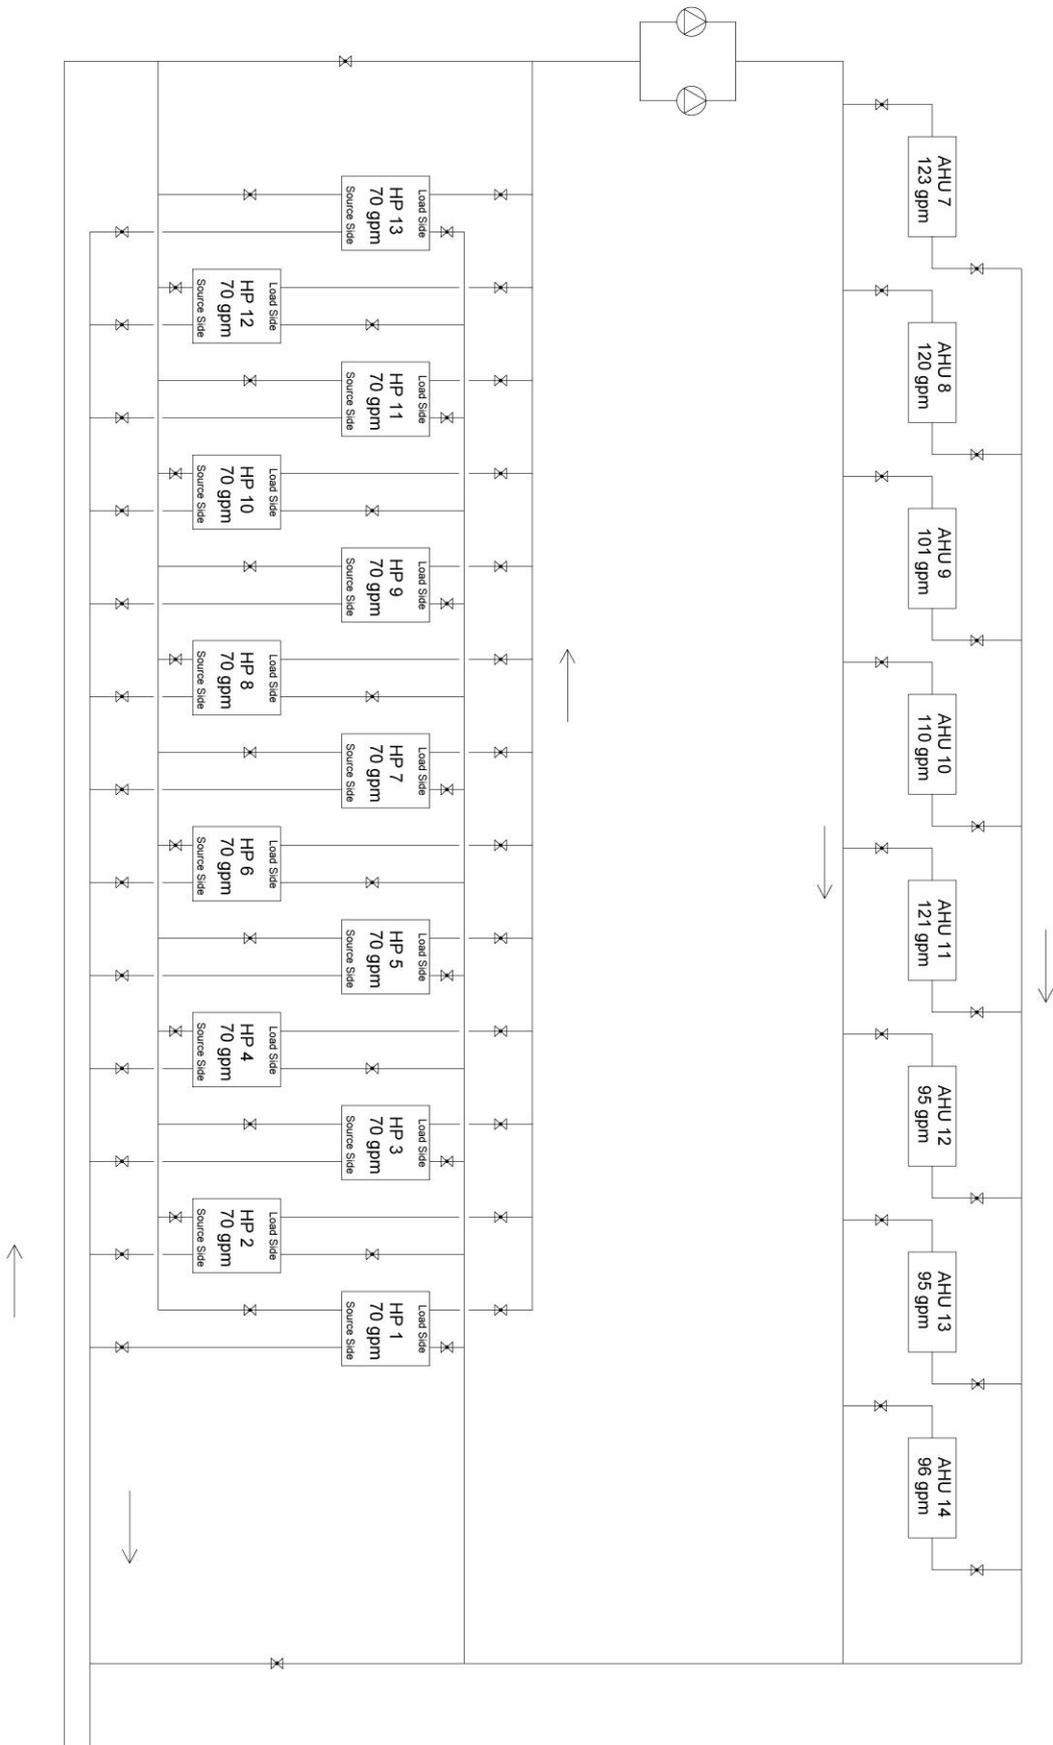 AHU 7
123 gpm
AHU 8
120 gpm
AHU 9
101 gpm
AHU 10
110 gpm
AHU 11
121 gpm
AHU 12
95 gpm
AHU 13
95 gpm
AHU 14
96 gpm
Load Side
HP 13
70 gpm
Source Side
Load Side
HP 12
70 gpm
Source Side
Load Side
HP 11
70 gpm
Source Side
Load Side
HP 10
70 gpm
Source Side
Load Side
HP 9
70 gpm
Source Side
Load Side
HP 8
70 gpm
Source Side
Load Side
HP 7
70 gpm
Source Side
Load Side
HP 6
70 gpm
Source Side
Load Side
HP 5
70 gpm
Source Side
Load Side
HP 4
70 gpm
Source Side
Load Side
HP 3
70 gpm
Source Side
Load Side
HP 2
70 gpm
Source Side
Load Side
HP 1
70 gpm
Source Side